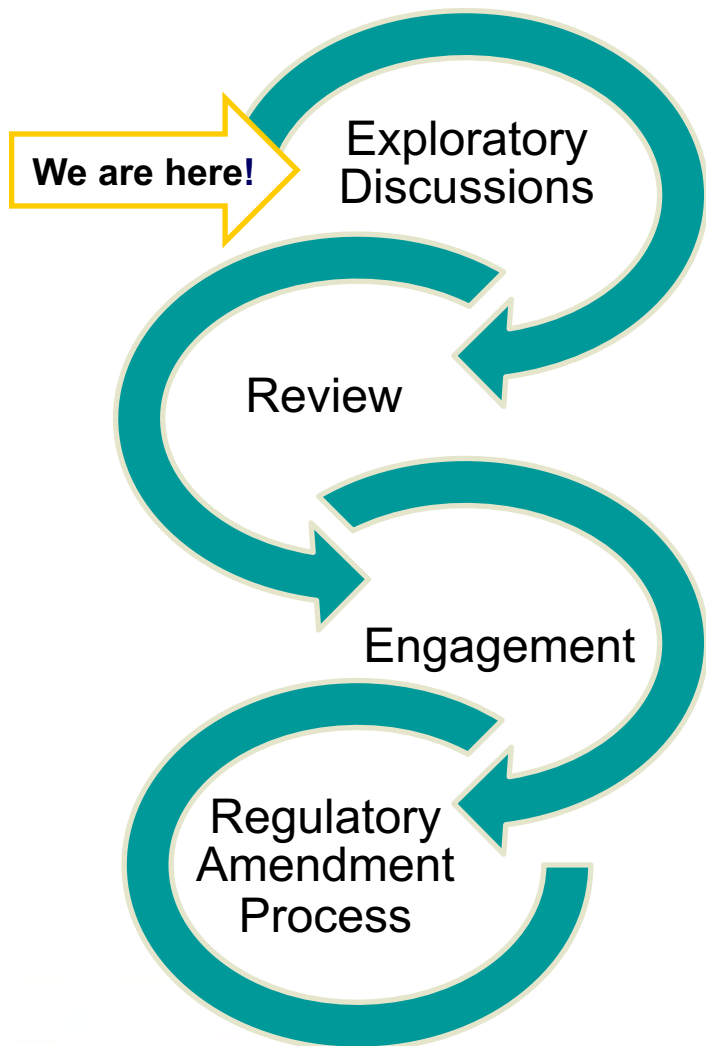 We are here!
Exploratory
Discussions
Review
Engagement
Regulatory
Amendment
Process